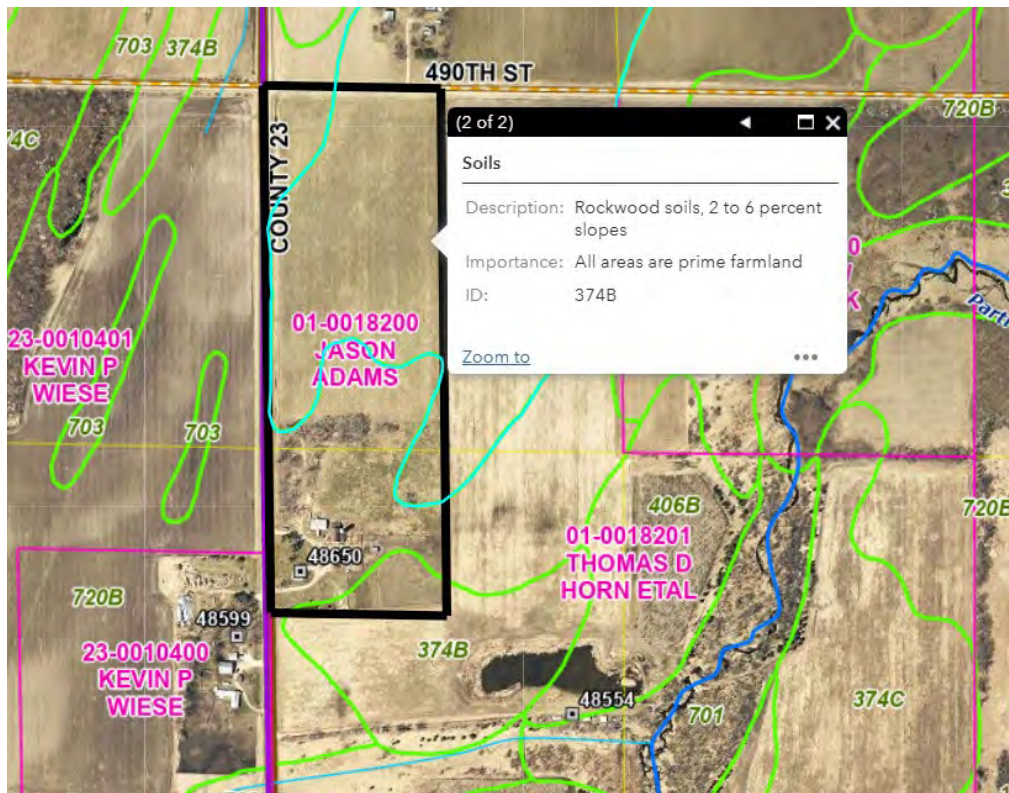 703 374B
490TH ST
720B
74C
(2 of 2)
COUNTY 23
Soils
Description: Rockwood soils, 2 to 6 percent
slopes
Importance: All areas are prime farmland
ID: 374B
Zoom to
01-0018200
JASON
ADAMS
23-0010401
KEVIN P
WIESE
703
703
406B
720B
01-0018201
THOMAS D
HORN ETAL
48650
720B
48599
23-0010400
KEVIN P
WIESE
374B
48554
701
374C